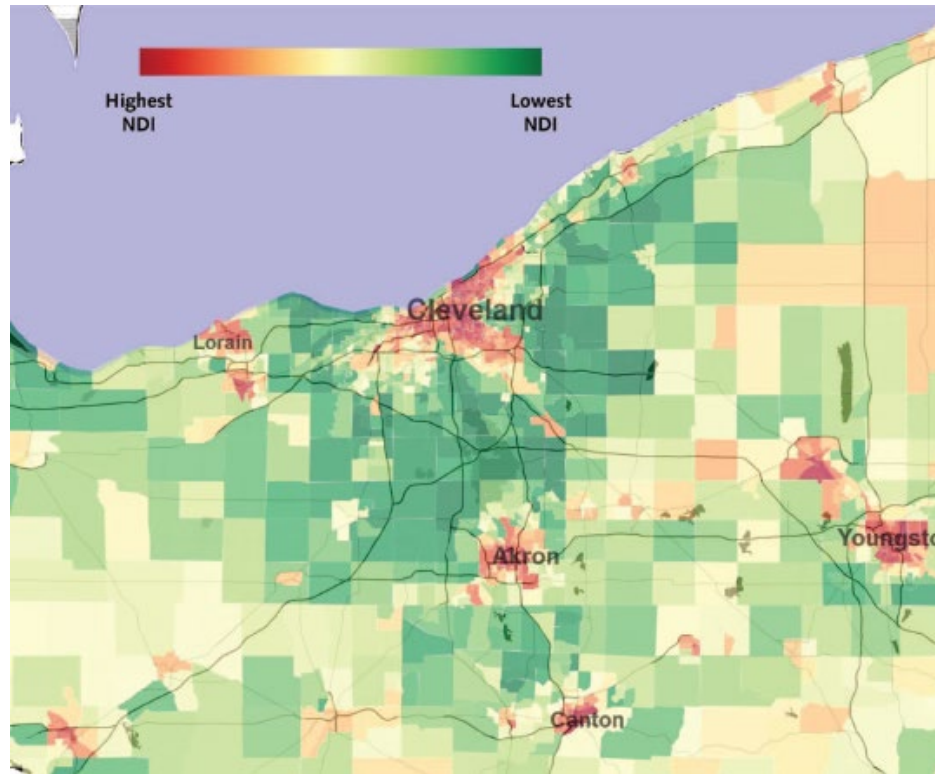 Highest
NDI
Lowest
NDI
Cleveland
Lorain
Akron
Youngsto
Canton